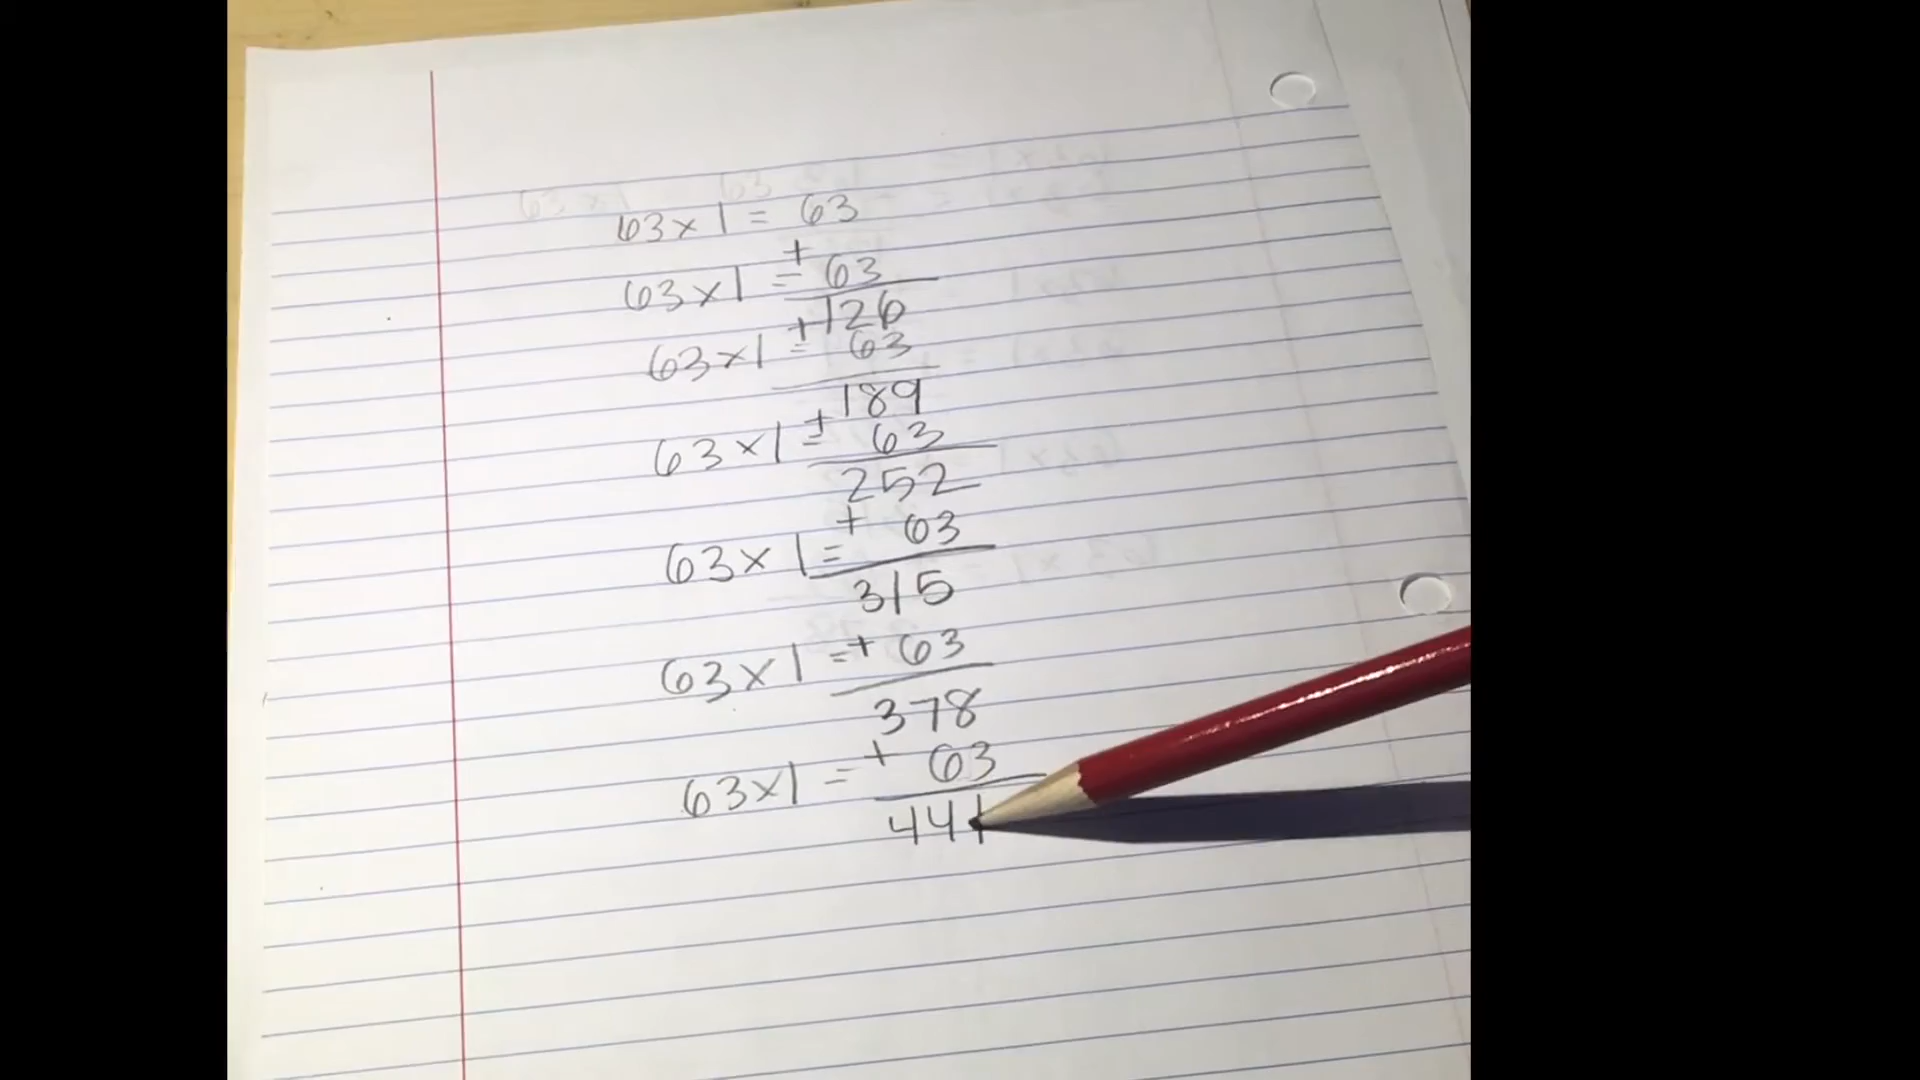 63 x 1 = 63
63 x 1 = + 63
126
63 x 1 = + 63
189
63 x 1 = + 63
252
63 x 1 = + 63
315
63 x 1 = + 63
378
63 x 1 = + 63
441